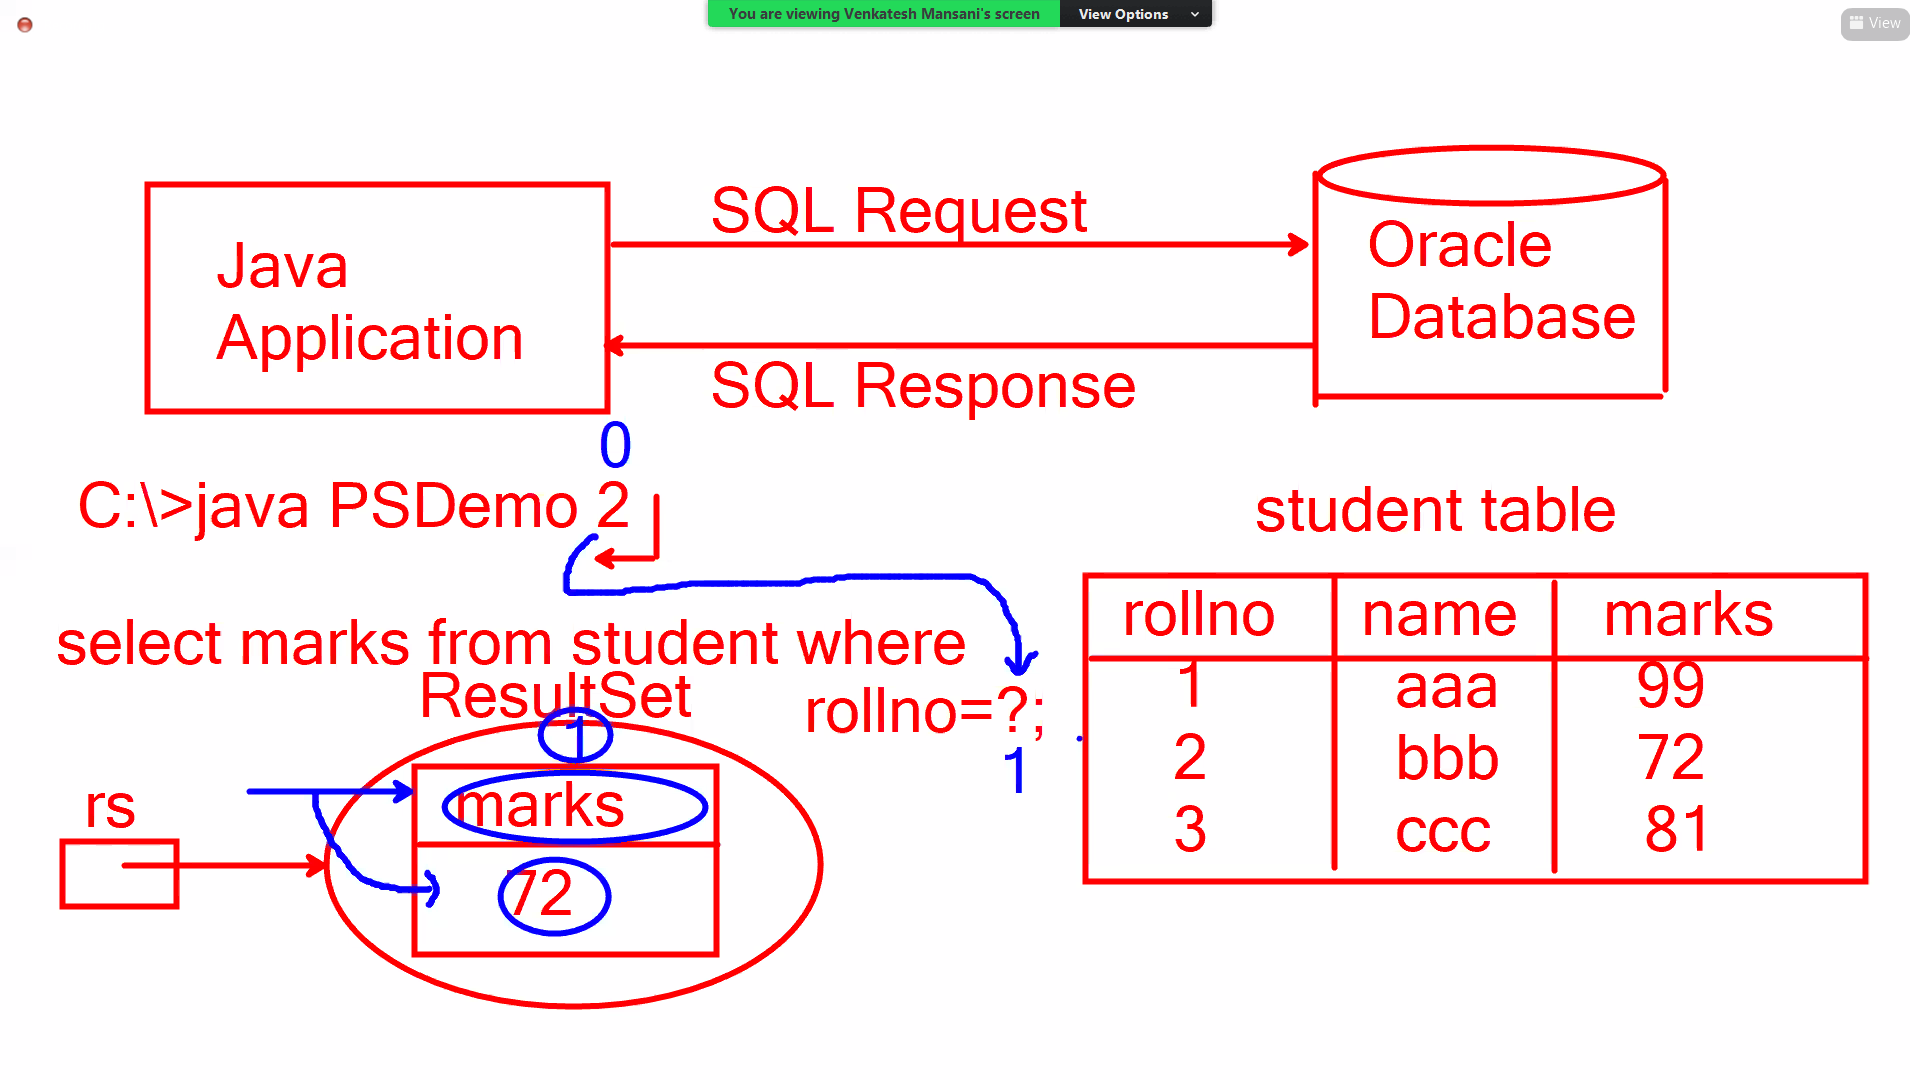 You are viewing Venkatesh Mansani's screen
View Options
View
Java
Application
SQL Request
SQL Response
Oracle
Database
0
C:\>java PSDemo 2
select marks from student where
rollno=?;
1
ResultSet
1
rs
marks
72
student table
rollno name marks
1 aaa 99
2 bbb 72
3 ccc 81